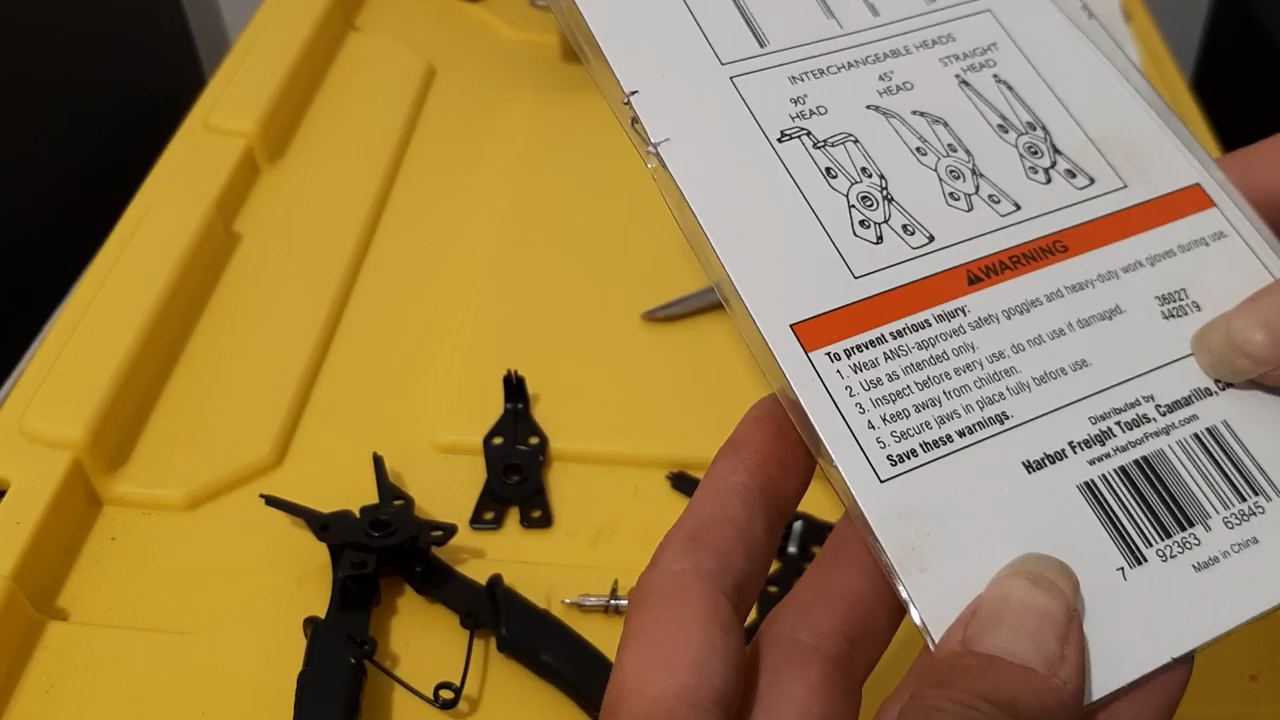 INTERCHANGEABLE HEADS
90°
HEAD
45°
HEAD
STRAIGHT
HEAD
WARNING
To prevent serious injury:
1. Wear ANSI-approved safety goggles and heavy-duty work gloves during use.
2. Use as intended only.
3. Inspect before every use; do not use if damaged.
4. Keep away from children.
5. Secure jaws in place fully before use.
Save these warnings.
36027
442019
Distributed by
Harbor Freight Tools, Camarillo,
www.HarborFreight.com
7 92363 63845
Made in China